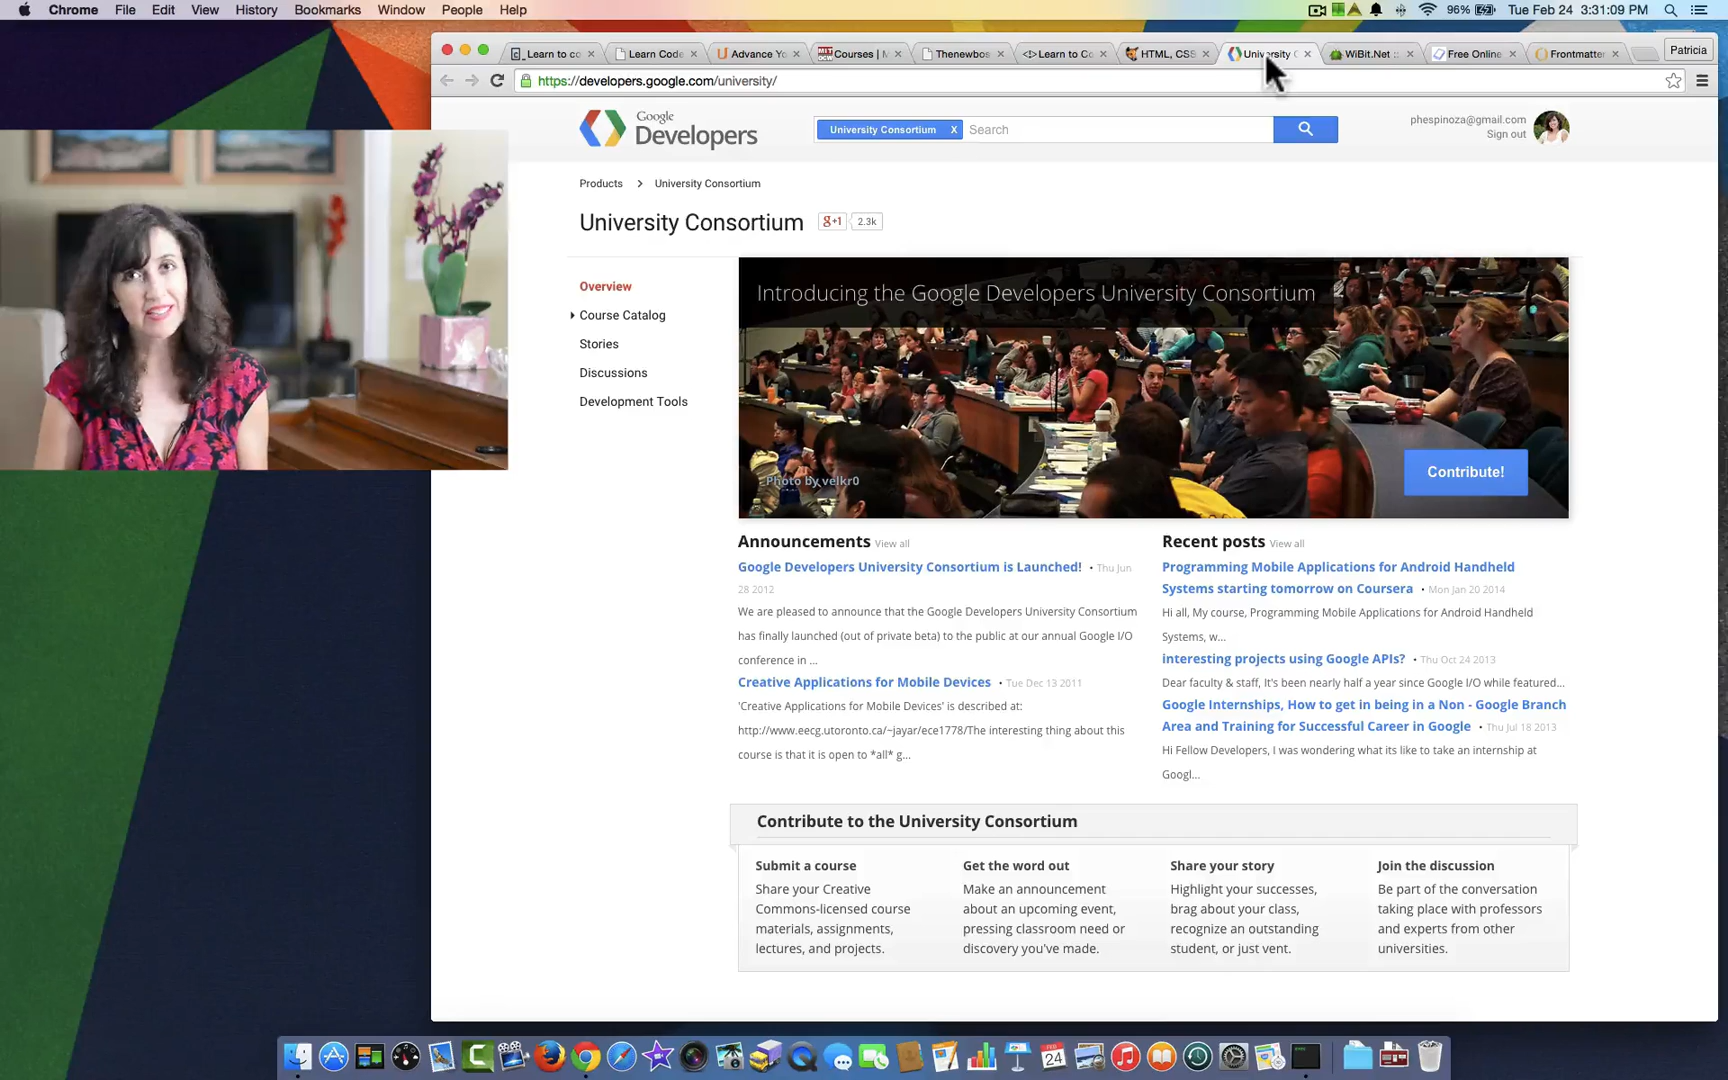 Chrome File Edit View History Bookmarks Window People Help 96% Tue Feb 24 3:31:09 PM
Learn to co Learn Code Advance Yo Courses | M Thenewbos Learn to Co HTML, CSS University C WiBit.Net :: Free Online Frontmatter Patricia
https://developers.google.com/university/
Google
Developers
University Consortium X Search
phespinoza@gmail.com
Sign out
Products > University Consortium
University Consortium g+1 2.3k
Overview
Course Catalog
Stories
Discussions
Development Tools
Introducing the Google Developers University Consortium
Photo by velkr0
Contribute!
Announcements View all
Google Developers University Consortium is Launched! • Thu Jun
28 2012
We are pleased to announce that the Google Developers University Consortium
has finally launched (out of private beta) to the public at our annual Google I/O
conference in ...
Creative Applications for Mobile Devices • Tue Dec 13 2011
'Creative Applications for Mobile Devices' is described at:
http://www.eecg.utoronto.ca/~jayar/ece1778/The interesting thing about this
course is that it is open to *all* g...
Recent posts View all
Programming Mobile Applications for Android Handheld
Systems starting tomorrow on Coursera • Mon Jan 20 2014
Hi all, My course, Programming Mobile Applications for Android Handheld
Systems, w...
interesting projects using Google APIs? • Thu Oct 24 2013
Dear faculty & staff, It's been nearly half a year since Google I/O while featured...
Google Internships, How to get in being in a Non - Google Branch
Area and Training for Successful Career in Google • Thu Jul 18 2013
Hi Fellow Developers, I was wondering what its like to take an internship at
Googl...
Contribute to the University Consortium
Submit a course
Share your Creative
Commons-licensed course
materials, assignments,
lectures, and projects.
Get the word out
Make an announcement
about an upcoming event,
pressing classroom need or
discovery you've made.
Share your story
Highlight your successes,
brag about your class,
recognize an outstanding
student, or just vent.
Join the discussion
Be part of the conversation
taking place with professors
and experts from other
universities.